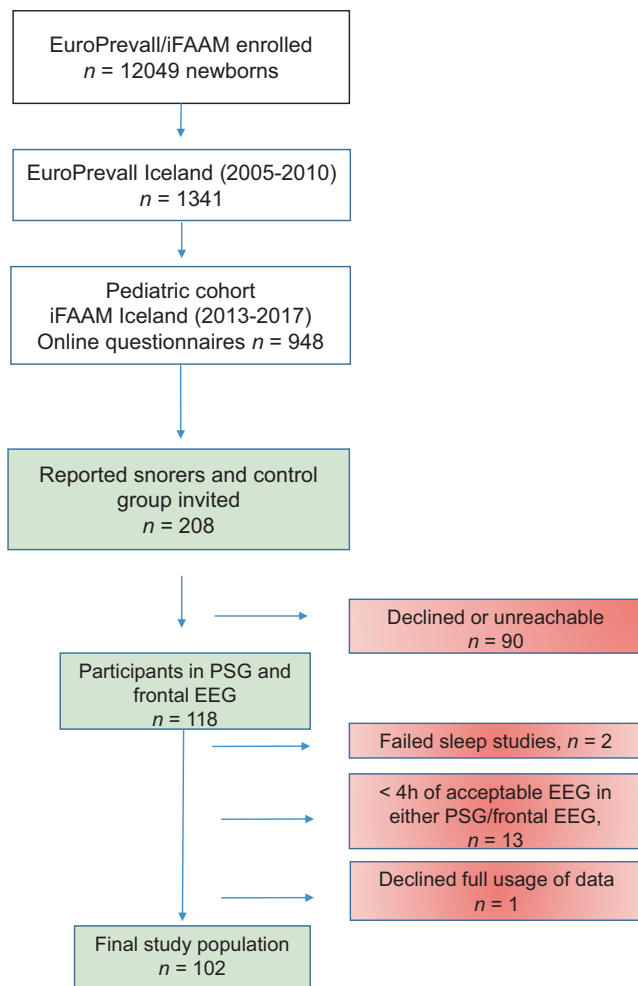 EuroPrevall/iFAAM enrolled
n = 12049 newborns
EuroPrevall Iceland (2005-2010)
n = 1341
Pediatric cohort
iFAAM Iceland (2013-2017)
Online questionnaires n = 948
Reported snorers and control
group invited
n = 208
Declined or unreachable
n = 90
Participants in PSG and
frontal EEG
n = 118
Failed sleep studies, n = 2
< 4h of acceptable EEG in
either PSG/frontal EEG,
n = 13
Declined full usage of data
n = 1
Final study population
n = 102